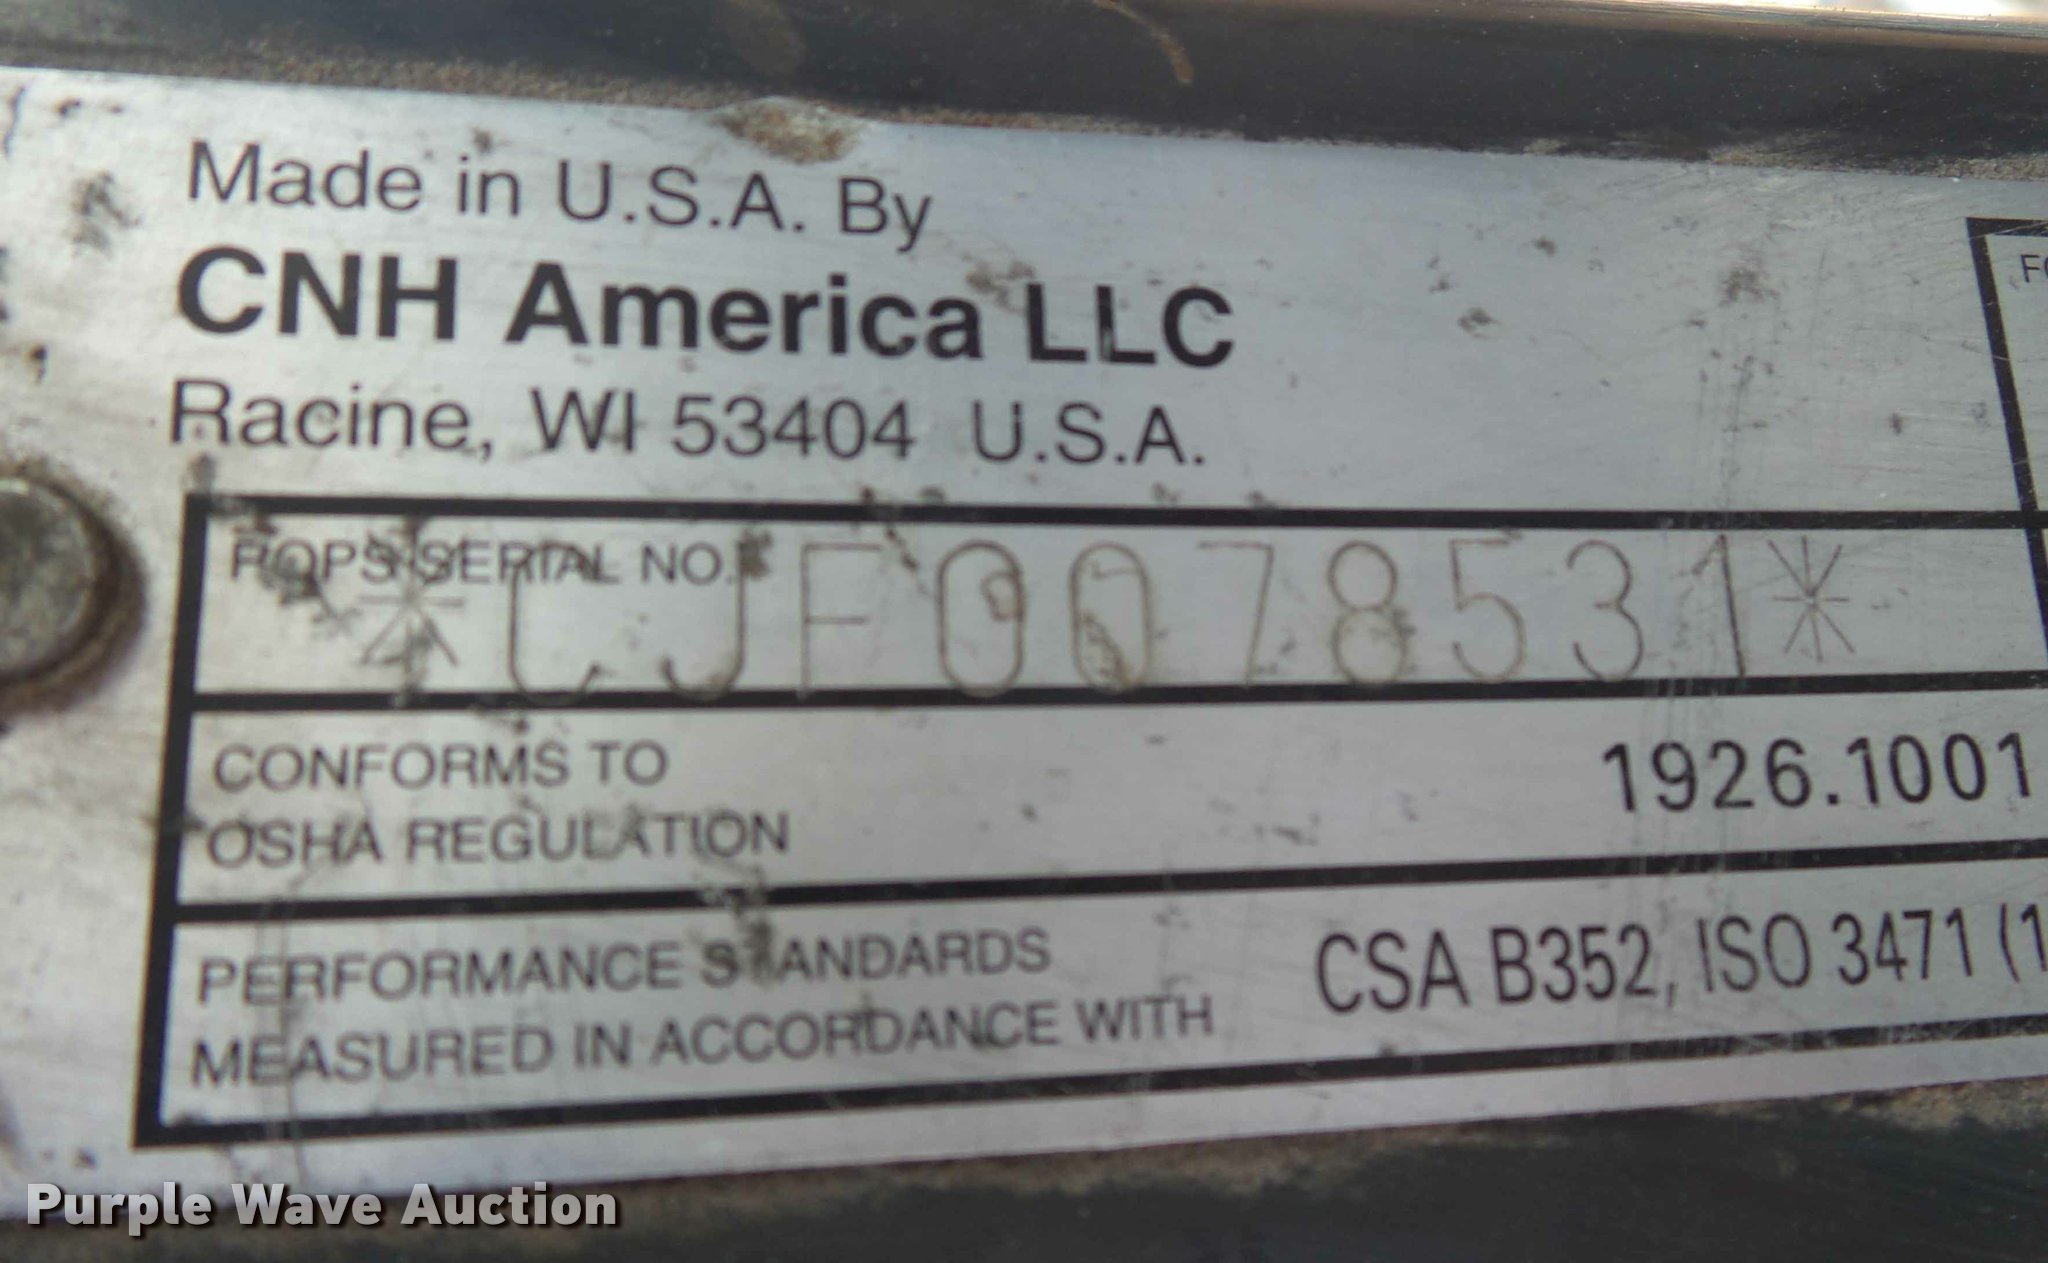 Made in U.S.A. By
CNH America LLC
Racine, WI 53404 U.S.A.
ROPS SERIAL NO.
*CJF0078531*
CONFORMS TO
OSHA REGULATION
1926.1001
PERFORMANCE STANDARDS
MEASURED IN ACCORDANCE WITH
CSA B352, ISO 3471 (1
Purple Wave Auction